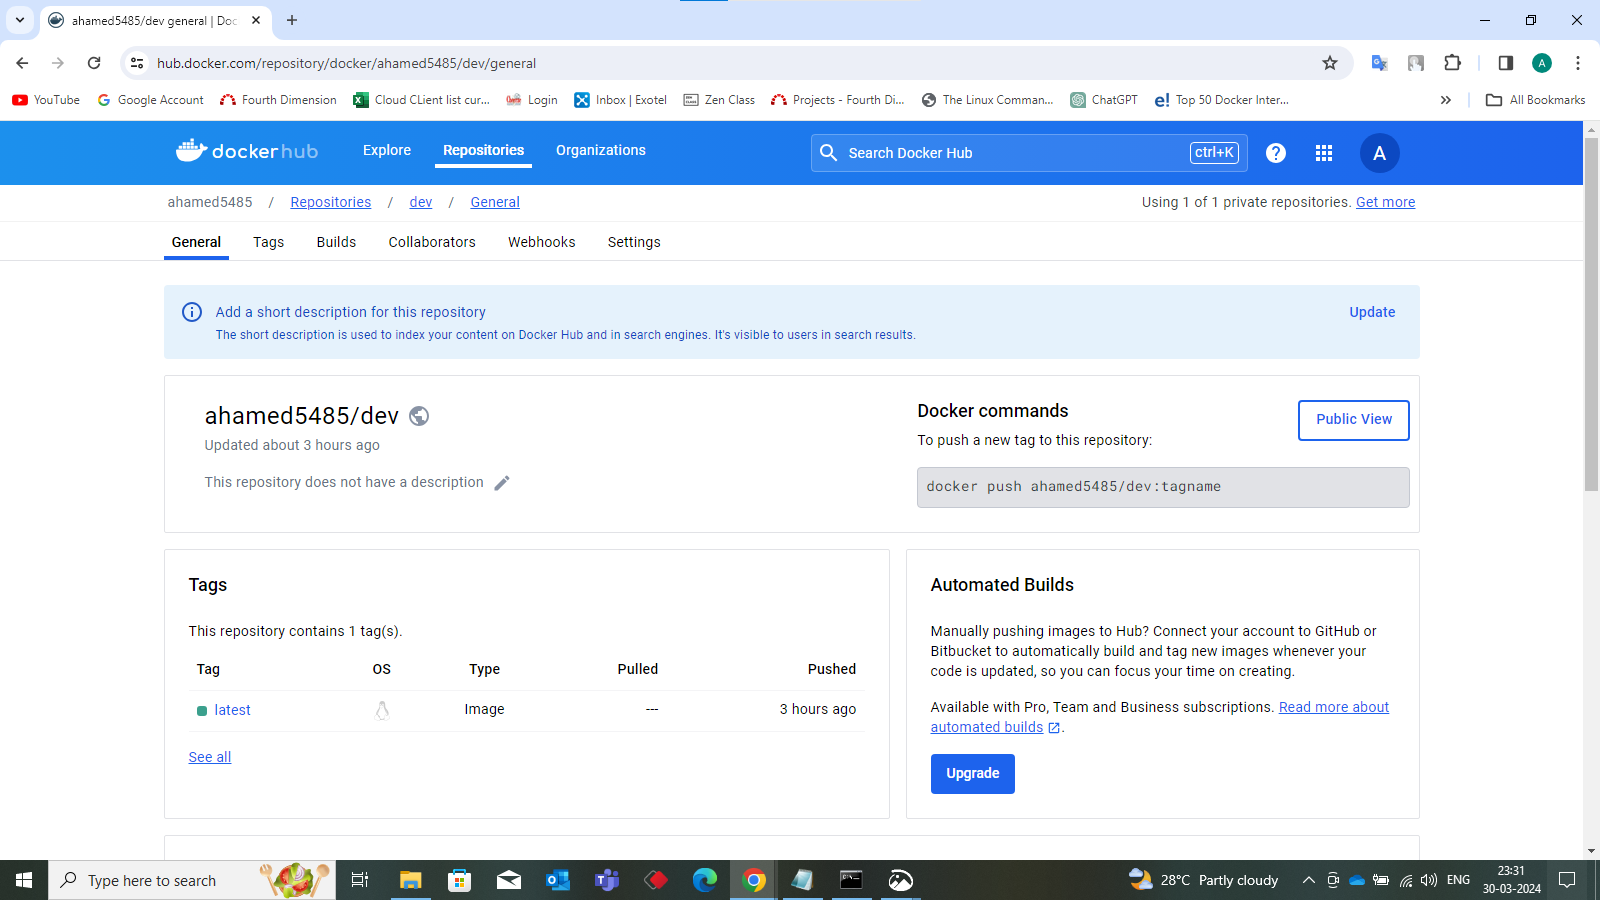 ahamed5485/dev general | Doc
hub.docker.com/repository/docker/ahamed5485/dev/general
A
YouTube
Google Account
Fourth Dimension
Cloud CLient list cur...
Login
Inbox | Exotel
Zen Class
Projects - Fourth Di...
The Linux Comman...
ChatGPT
Top 50 Docker Inter...
All Bookmarks
dockerhub
Explore
Repositories
Organizations
Search Docker Hub
ctrl+K
A
ahamed5485 / Repositories / dev / General
Using 1 of 1 private repositories. Get more
General
Tags
Builds
Collaborators
Webhooks
Settings
Add a short description for this repository
Update
The short description is used to index your content on Docker Hub and in search engines. It's visible to users in search results.
ahamed5485/dev
Updated about 3 hours ago
This repository does not have a description
Docker commands
Public View
To push a new tag to this repository:
docker push ahamed5485/dev:tagname
Tags
This repository contains 1 tag(s).
Tag OS Type Pulled Pushed
latest Image --- 3 hours ago
See all
Automated Builds
Manually pushing images to Hub? Connect your account to GitHub or
Bitbucket to automatically build and tag new images whenever your
code is updated, so you can focus your time on creating.
Available with Pro, Team and Business subscriptions. Read more about
automated builds .
Upgrade
Type here to search
28°C Partly cloudy
ENG
23:31
30-03-2024